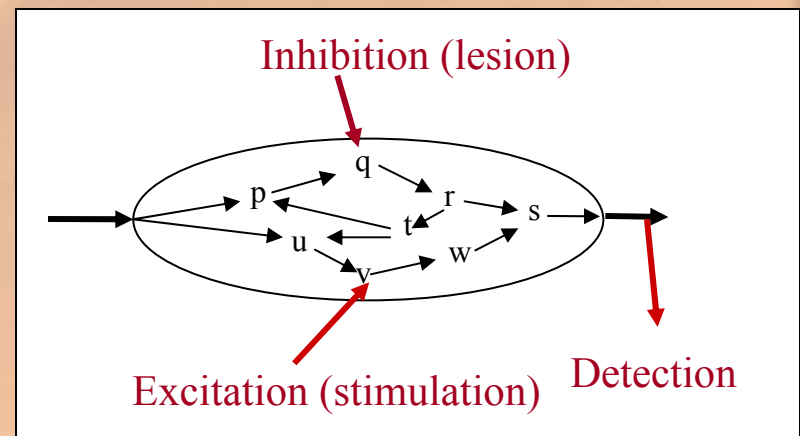 Inhibition (lesion)
q
p
r
s
t
u
w
v
Excitation (stimulation)
Detection